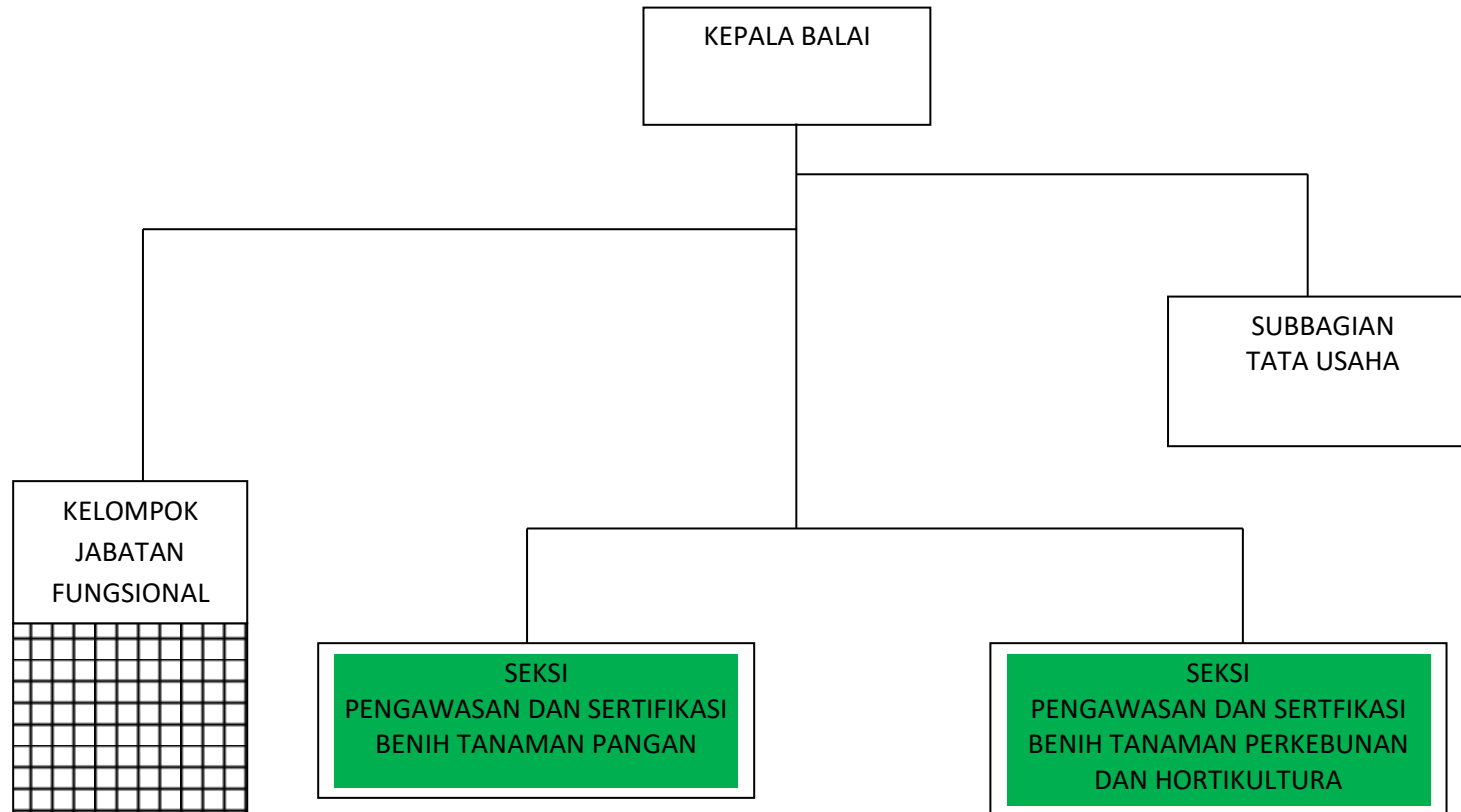 KEPALA BALAI
SUBBAGIAN
TATA USAHA
KELOMPOK
JABATAN
FUNGSIONAL
SEKSI
PENGAWASAN DAN SERTIFIKASI
BENIH TANAMAN PANGAN
SEKSI
PENGAWASAN DAN SERTFIKASI
BENIH TANAMAN PERKEBUNAN
DAN HORTIKULTURA